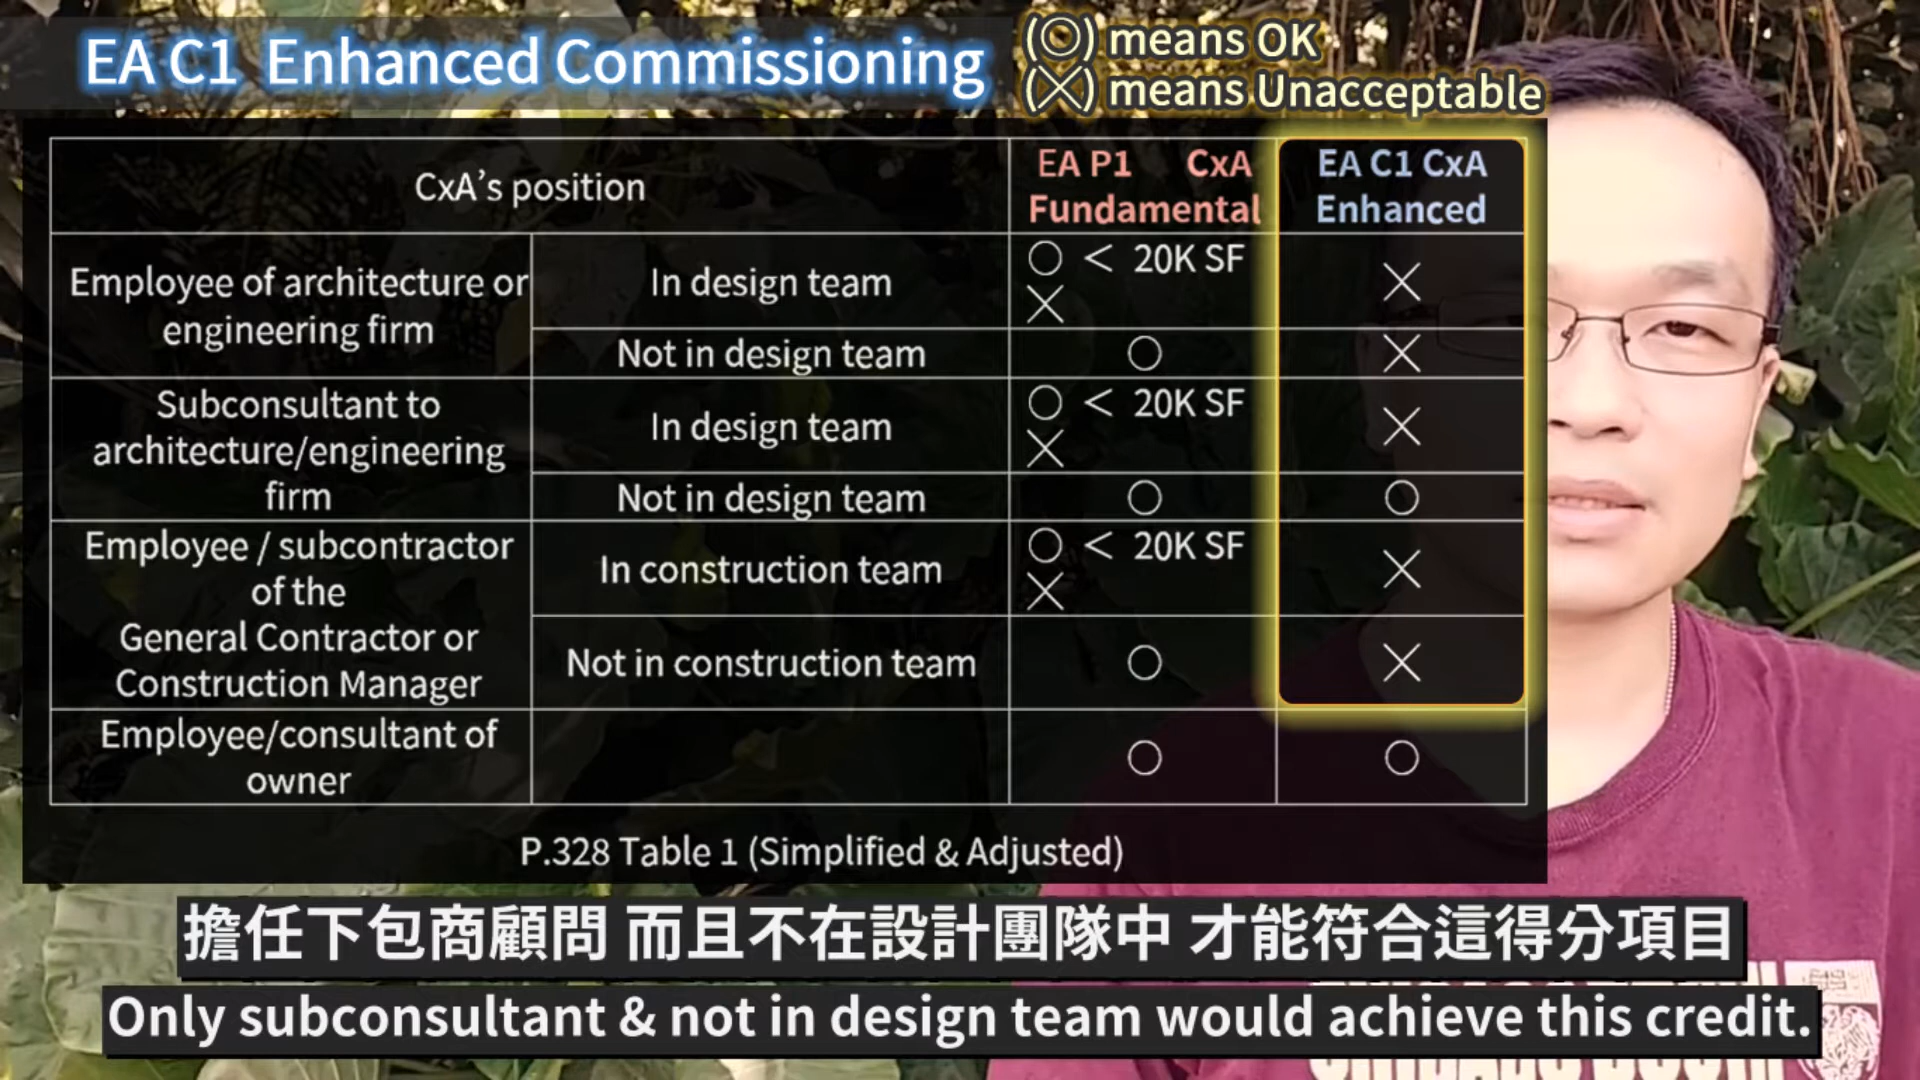 EA C1 Enhanced Commissioning
(○) means OK
(×) means Unacceptable
CxA's position
EA P1 CxA
Fundamental
EA C1 CxA
Enhanced
Employee of architecture or
engineering firm
In design team
○ < 20K SF
×
×
Not in design team
○
×
Subconsultant to
architecture/engineering
firm
In design team
○ < 20K SF
×
×
Not in design team
○
○
Employee / subcontractor
of the
General Contractor or
Construction Manager
In construction team
○ < 20K SF
×
×
Not in construction team
○
×
Employee/consultant of
owner
○
○
P.328 Table 1 (Simplified & Adjusted)
擔任下包商顧問 而且不在設計團隊中 才能符合這得分項目
Only subconsultant & not in design team would achieve this credit.